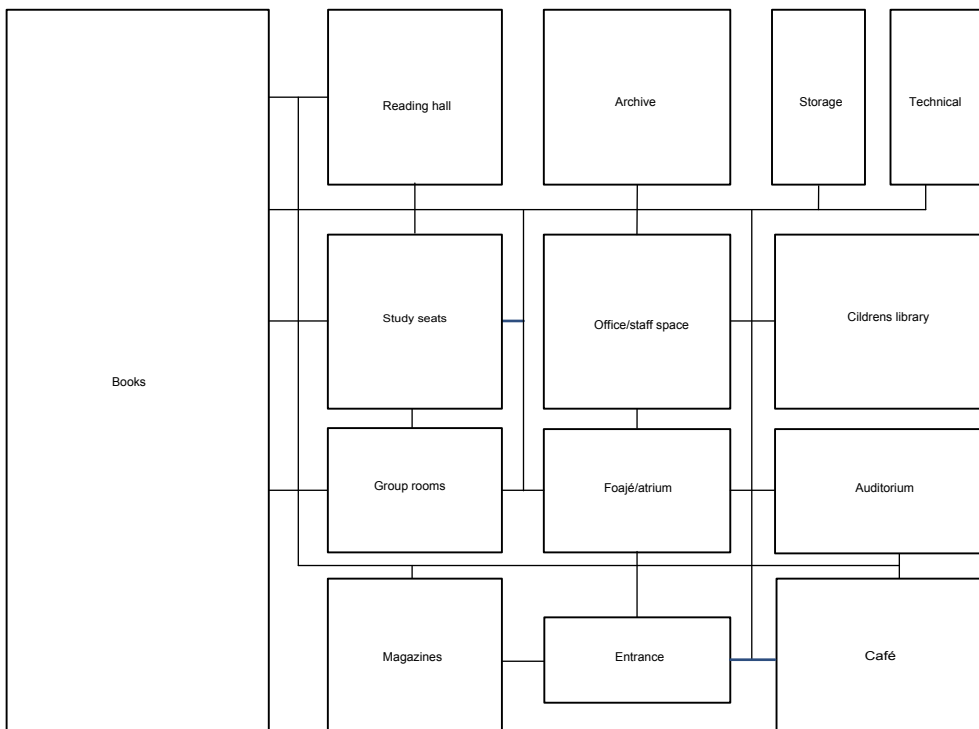 Reading hall
Archive
Storage
Technical
Study seats
Office/staff space
Cildrens library
Books
Group rooms
Foajé/atrium
Auditorium
Magazines
Entrance
Café